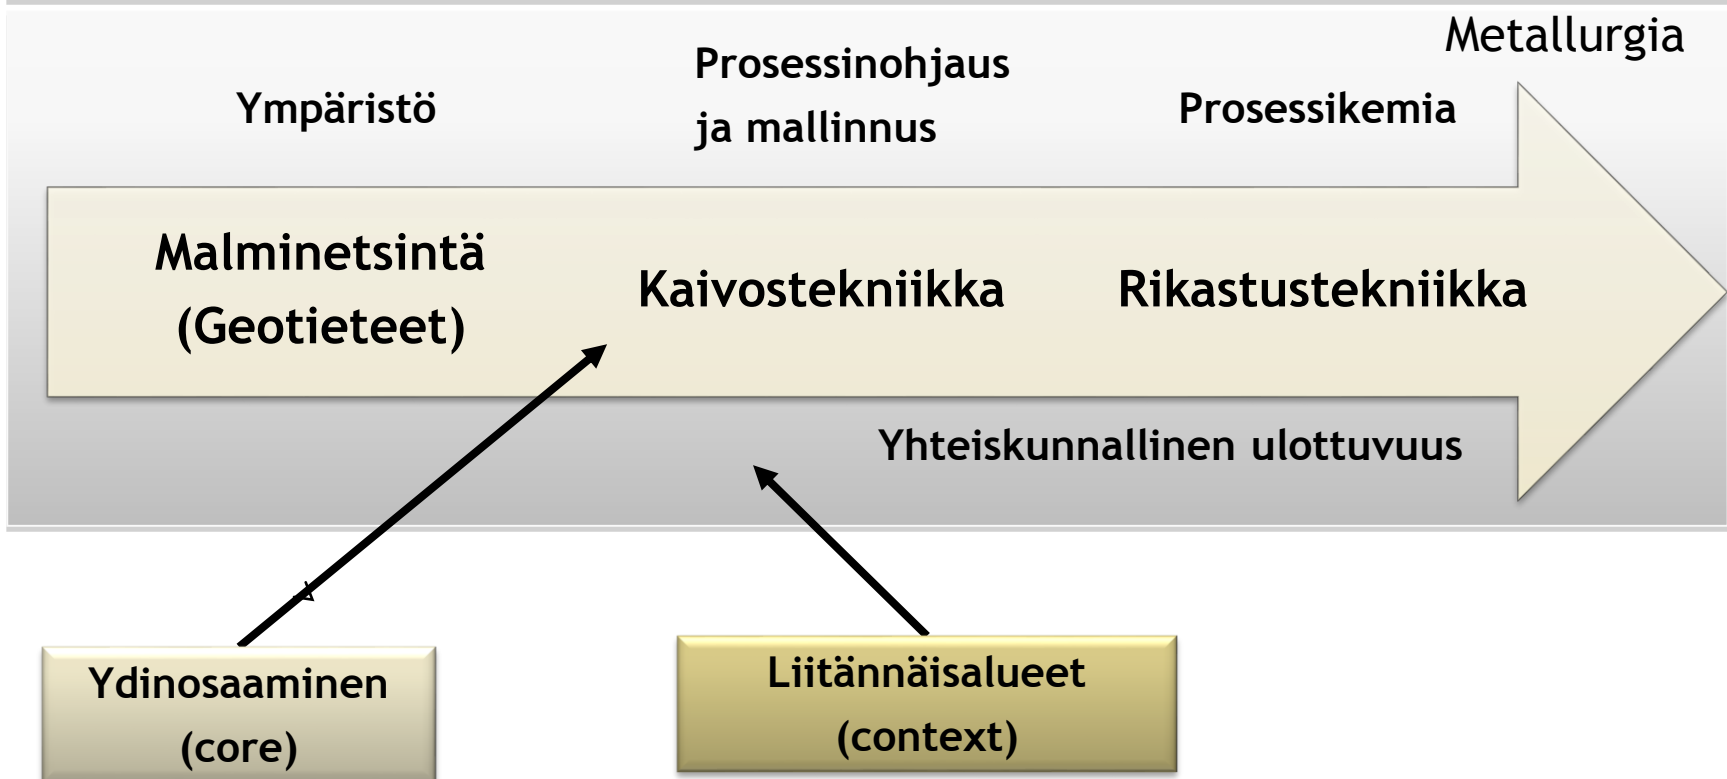 Metallurgia
Prosessinohjaus
ja mallinnus
Ympäristö
Prosessikemia
Malminetsintä
(Geotieteet)
Kaivostekniikka
Rikastustekniikka
Yhteiskunnallinen ulottuvuus
Ydinosaaminen
(core)
Liitännäisalueet
(context)